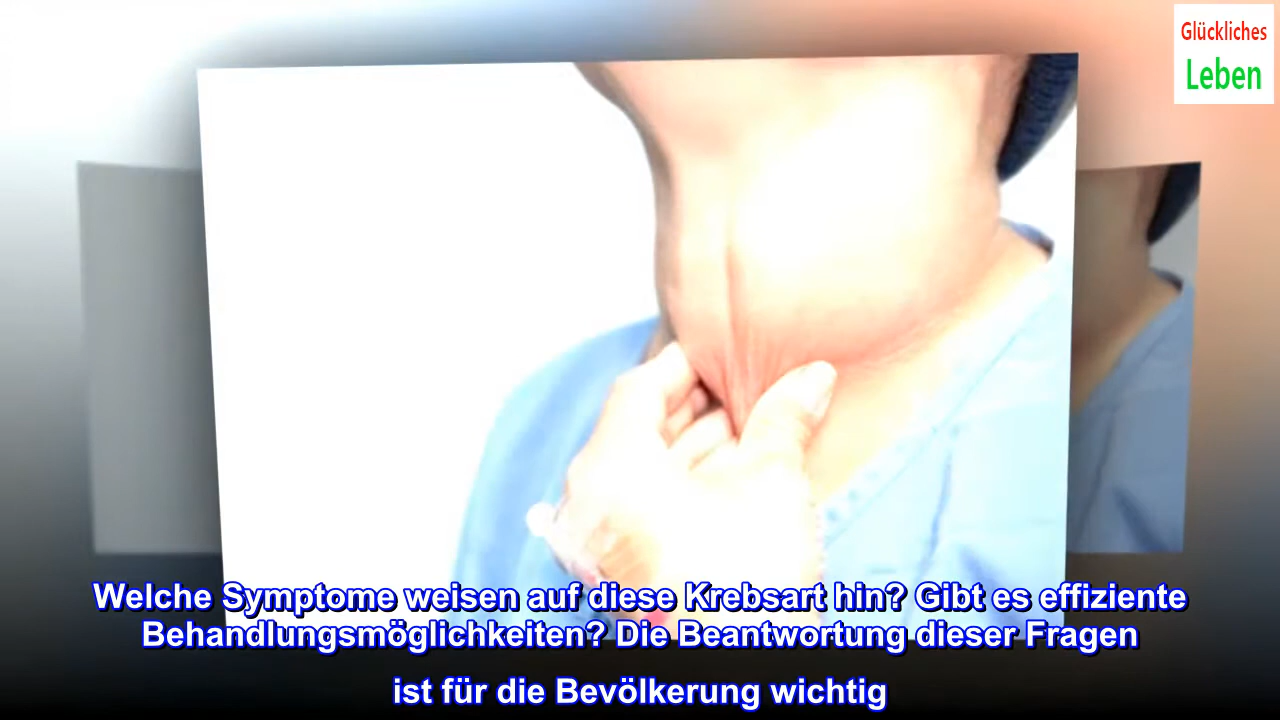 Glückliches
Leben
Welche Symptome weisen auf diese Krebsart hin? Gibt es effiziente
Behandlungsmöglichkeiten? Die Beantwortung dieser Fragen
ist für die Bevölkerung wichtig